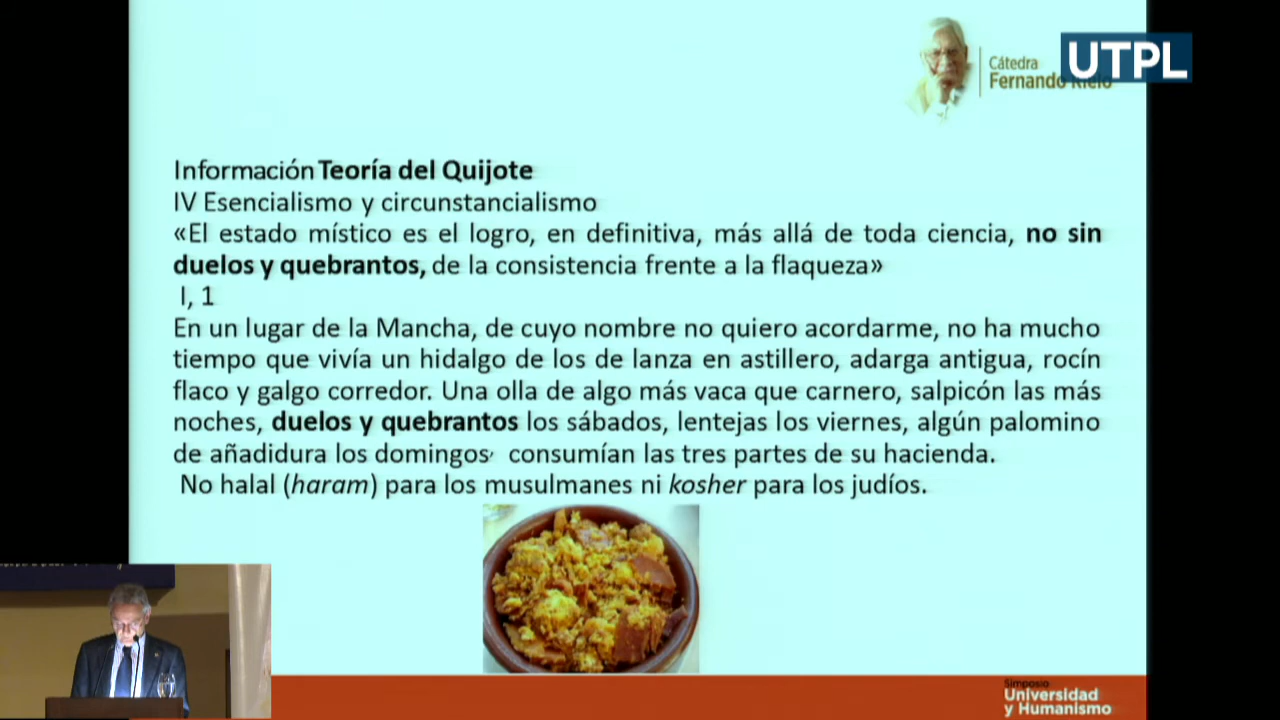 UTPL
Cátedra
Fernando Rielo
Información Teoría del Quijote
IV Esencialismo y circunstancialismo
«El estado místico es el logro, en definitiva, más allá de toda ciencia, no sin
duelos y quebrantos, de la consistencia frente a la flaqueza»
I, 1
En un lugar de la Mancha, de cuyo nombre no quiero acordarme, no ha mucho
tiempo que vivía un hidalgo de los de lanza en astillero, adarga antigua, rocín
flaco y galgo corredor. Una olla de algo más vaca que carnero, salpicón las más
noches, duelos y quebrantos los sábados, lentejas los viernes, algún palomino
de añadidura los domingos, consumían las tres partes de su hacienda.
No halal (haram) para los musulmanes ni kosher para los judíos.
Simposio
Universidad
y Humanismo